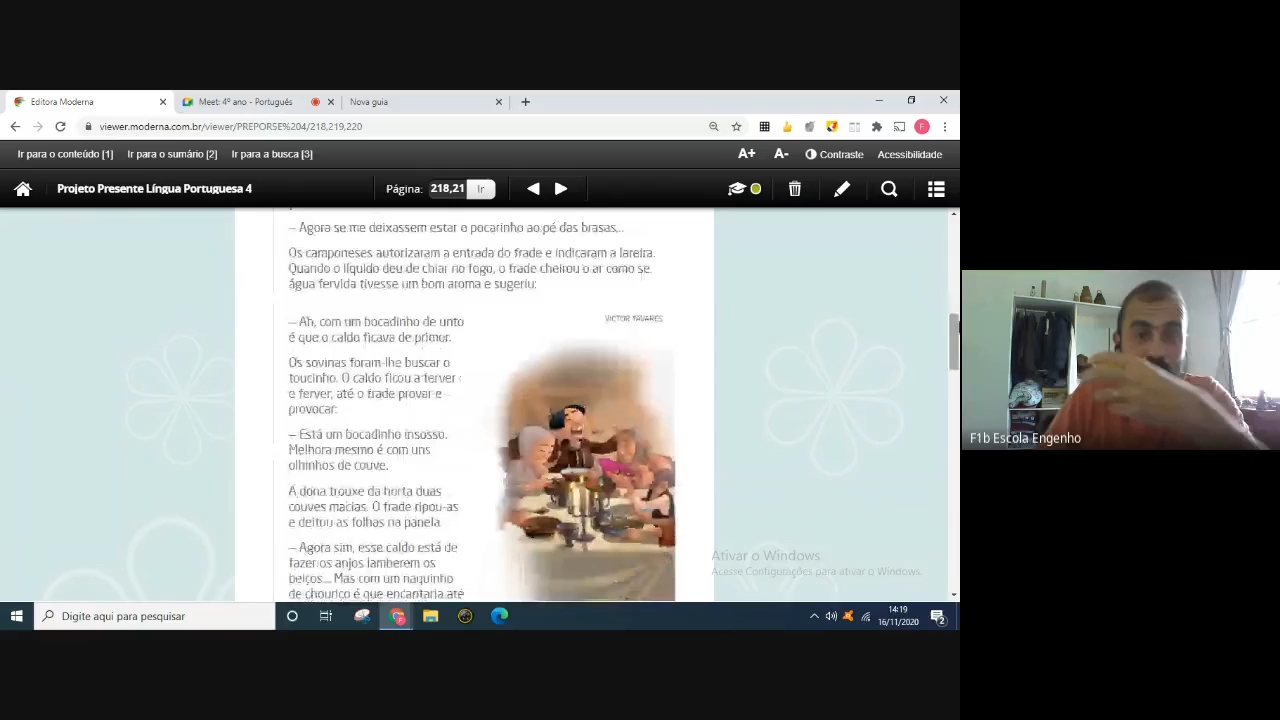 Editora Moderna
Meet: 4º ano - Português
Nova guia
viewer.moderna.com.br/viewer/PREPORSE%204/218,219,220
Ir para o conteúdo [1] Ir para o sumário [2] Ir para a busca [3]
A+ A- Contraste Acessibilidade
Projeto Presente Língua Portuguesa 4
Página: 218,21 Ir
– Agora se me deixassem estar o pocarinho ao pé das brasas,..
Os camponeses autorizaram a entrada do frade e indicaram a lareira.
Quando o líquido deu de chiar no fogo, o frade cheirou o ar como se
água fervida tivesse um bom aroma e sugeriu:
– Ah, com um bocadinho de unto
é que o caldo ficava de primor.
VICTOR TAVARES
Os sovinas foram-lhe buscar o
toucinho. O caldo ficou a ferver
e ferver, até o frade provar e
provocar:
– Está um bocadinho insosso.
Melhora mesmo é com uns
olhinhos de couve.
A dona trouxe da horta duas
couves macias. O frade ripou-as
e deitou as folhas na panela.
– Agora sim, esse caldo está de
fazer os anjos lamberem os
beiços... Mas com um naquinho
de chouriço é que encantaria até
Ativar o Windows
Acesse Configurações para ativar o Windows.
F1b Escola Engenho
Digite aqui para pesquisar
14:19
16/11/2020
2